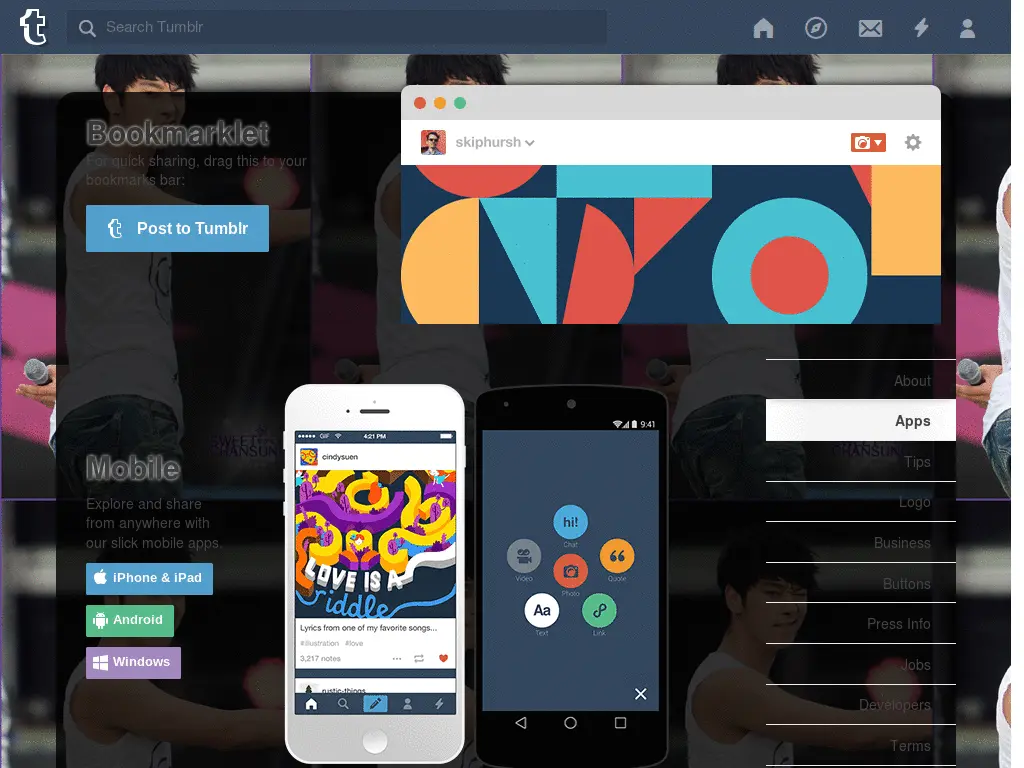 Search Tumblr
Bookmarklet
For quick sharing, drag this to your
bookmarks bar:
Post to Tumblr
skiphursh
About
Apps
Tips
Logo
Business
Buttons
Press Info
Jobs
Developers
Terms
Mobile
Explore and share
from anywhere with
our slick mobile apps.
iPhone & iPad
Android
Windows
GIF
4:21 PM
cindysuen
LOVE IS A
riddle
Lyrics from one of my favorite songs...
#illustration #love
3,217 notes
rustic-things
9:41
hi!
Chat
Video
Quote
Photo
Aa
Text
Link